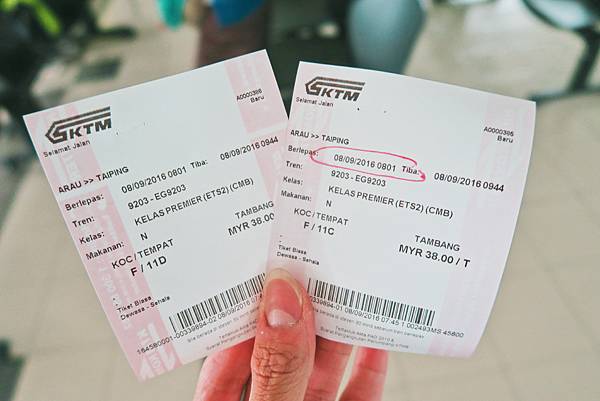 KTM
Selamat Jalan
A0000386
Baru
ARAU >> TAIPING
Berlepas: 08/09/2016 0801 Tiba: 08/09/2016 0944
Tren: 9203 - EG9203
Kelas: KELAS PREMIER (ETS2) (CMB)
Makanan: N
KOC/TEMPAT TAMBANG
F / 11D MYR 38.00 /
Tiket Biasa
Dewasa - Sehala
KTM
Selamat Jalan
A0000386
Baru
ARAU >> TAIPING
Berlepas: 08/09/2016 0801 Tiba: 08/09/2016 0944
Tren: 9203 - EG9203
Kelas: KELAS PREMIER (ETS2) (CMB)
Makanan: N
KOC/TEMPAT TAMBANG
F / 11C MYR 38.00 / T
Tiket Biasa
Dewasa - Sehala